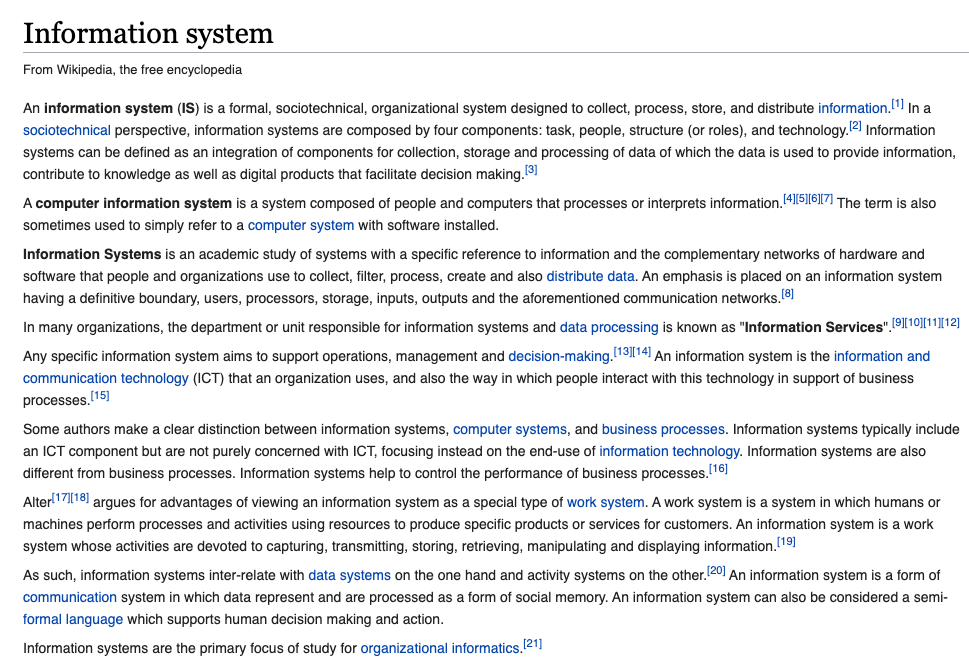 Information system
From Wikipedia, the free encyclopedia
An information system (IS) is a formal, sociotechnical, organizational system designed to collect, process, store, and distribute information.[1] In a
sociotechnical perspective, information systems are composed by four components: task, people, structure (or roles), and technology.[2] Information
systems can be defined as an integration of components for collection, storage and processing of data of which the data is used to provide information,
contribute to knowledge as well as digital products that facilitate decision making.[3]
A computer information system is a system composed of people and computers that processes or interprets information.[4][5][6][7] The term is also
sometimes used to simply refer to a computer system with software installed.
Information Systems is an academic study of systems with a specific reference to information and the complementary networks of hardware and
software that people and organizations use to collect, filter, process, create and also distribute data. An emphasis is placed on an information system
having a definitive boundary, users, processors, storage, inputs, outputs and the aforementioned communication networks.[8]
In many organizations, the department or unit responsible for information systems and data processing is known as "Information Services".[9][10][11][12]
Any specific information system aims to support operations, management and decision-making.[13][14] An information system is the information and
communication technology (ICT) that an organization uses, and also the way in which people interact with this technology in support of business
processes.[15]
Some authors make a clear distinction between information systems, computer systems, and business processes. Information systems typically include
an ICT component but are not purely concerned with ICT, focusing instead on the end-use of information technology. Information systems are also
different from business processes. Information systems help to control the performance of business processes.[16]
Alter[17][18] argues for advantages of viewing an information system as a special type of work system. A work system is a system in which humans or
machines perform processes and activities using resources to produce specific products or services for customers. An information system is a work
system whose activities are devoted to capturing, transmitting, storing, retrieving, manipulating and displaying information.[19]
As such, information systems inter-relate with data systems on the one hand and activity systems on the other.[20] An information system is a form of
communication system in which data represent and are processed as a form of social memory. An information system can also be considered a semi-
formal language which supports human decision making and action.
Information systems are the primary focus of study for organizational informatics.[21]